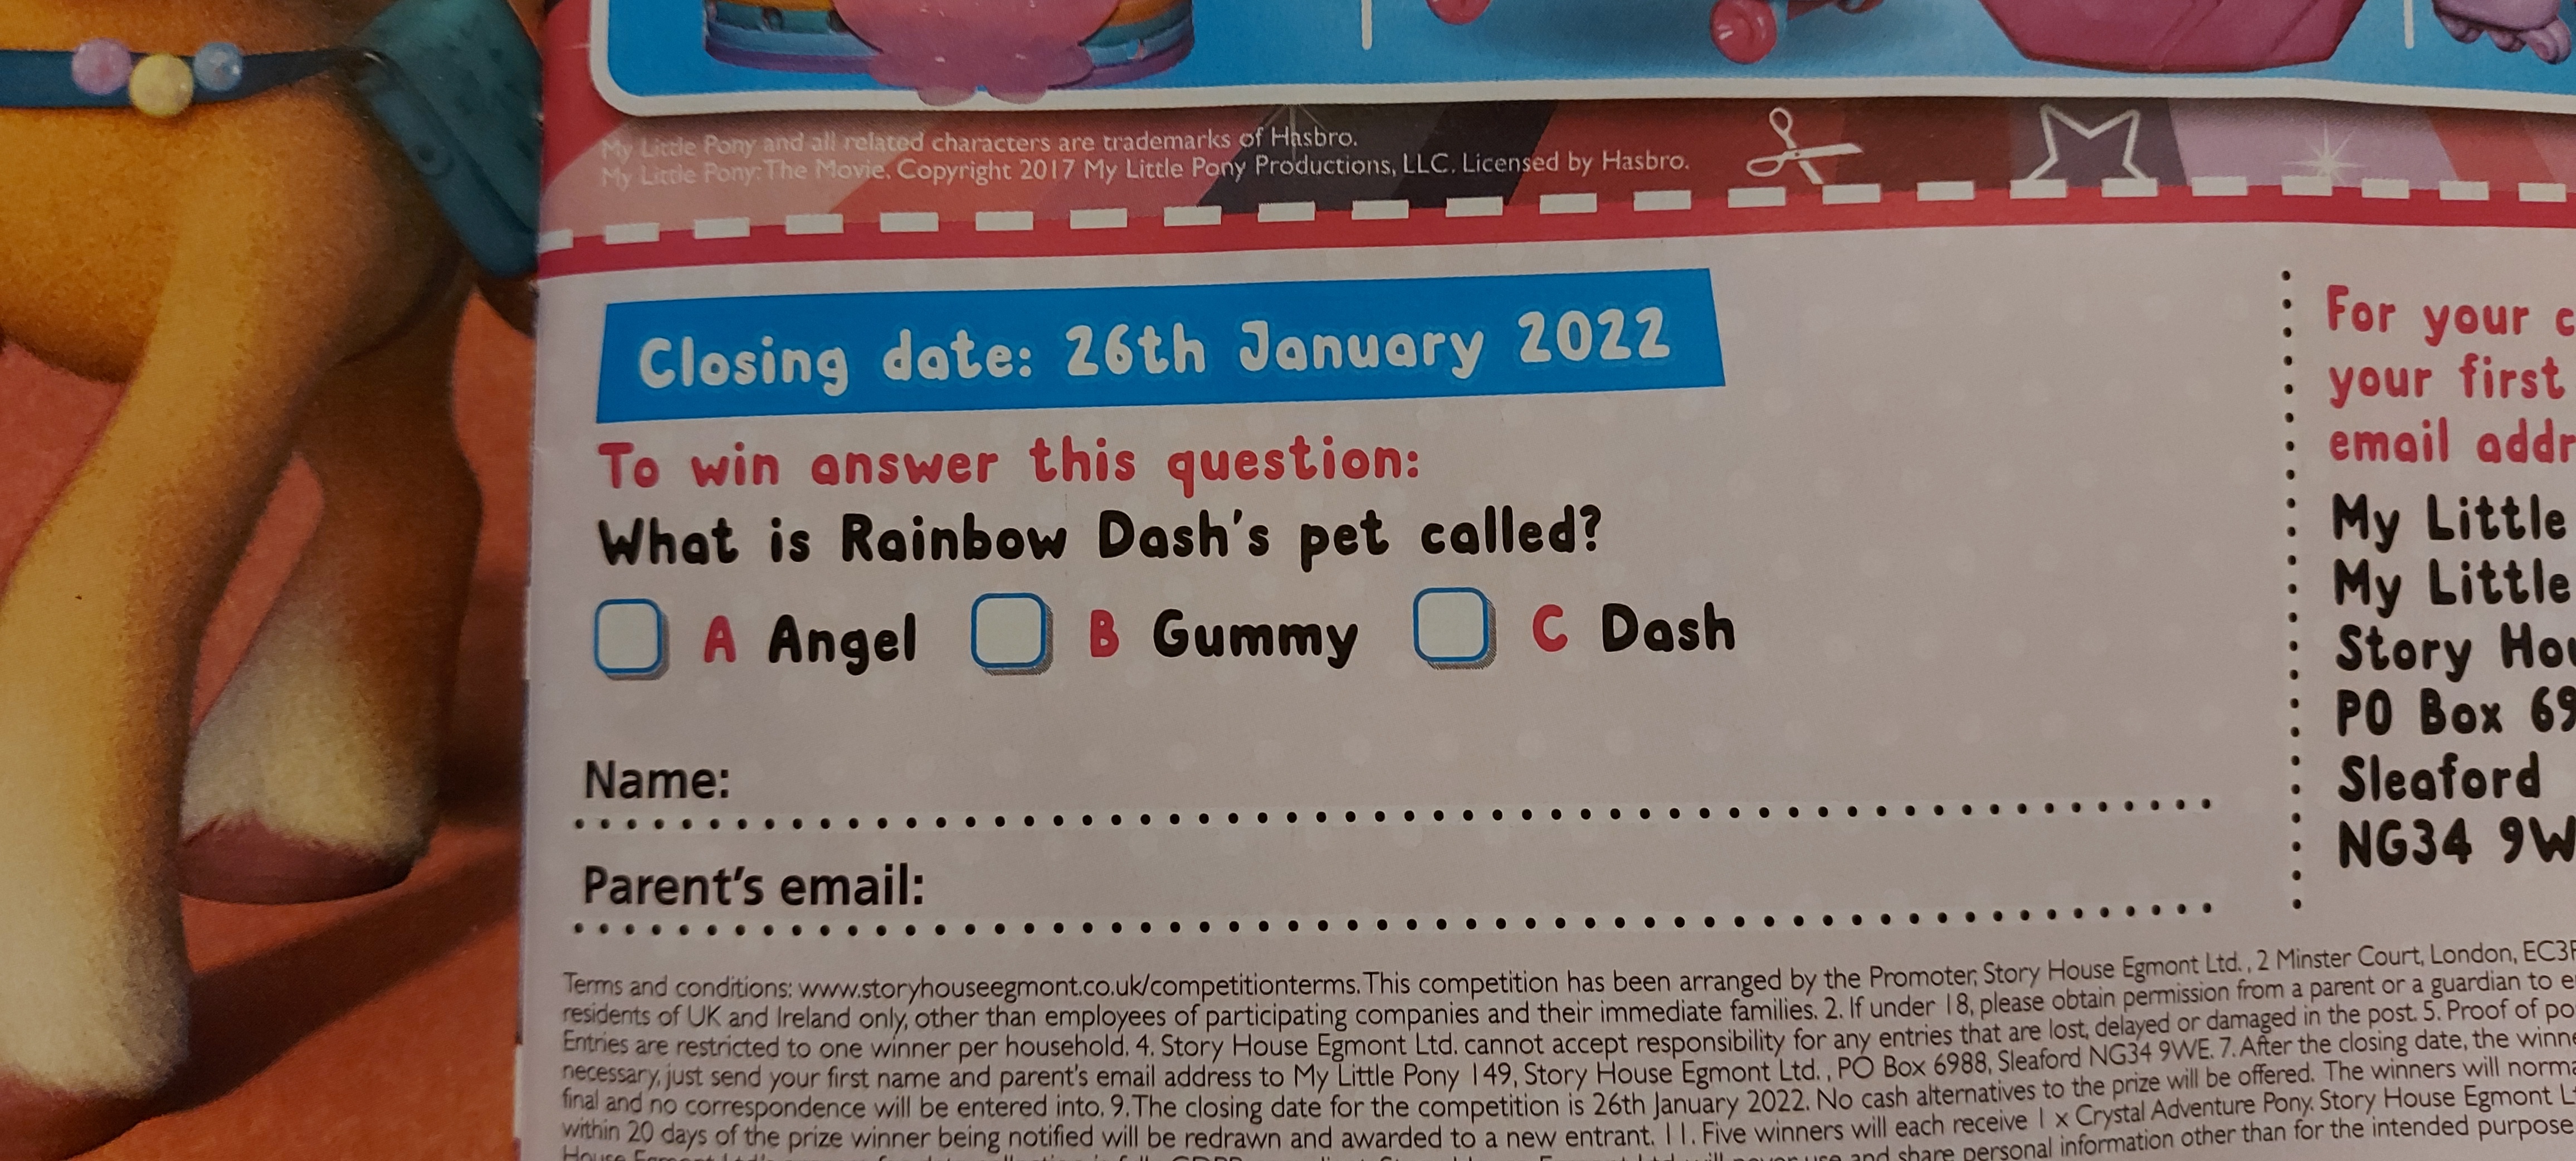 My Little Pony and all related characters are trademarks of Hasbro.
My Little Pony: The Movie. Copyright 2017 My Little Pony Productions, LLC. Licensed by Hasbro.
Closing date: 26th January 2022
To win answer this question:
What is Rainbow Dash's pet called?
A Angel B Gummy C Dash
Name:
Parent's email:
For your
your first
email
My Little
My Little
Story
PO Box
Sleaford
NG34
Terms and conditions: www.storyhouseegmont.co.uk/competitionterms. This competition has been arranged by the Promoter, Story House Egmont Ltd., 2 Minster Court, London,
residents of UK and Ireland only, other than employees of participating companies and their immediate families. 2. If under 18, please obtain permission from a parent or a guardian to
Entries are restricted to one winner per household. 4. Story House Egmont Ltd. cannot accept responsibility for any entries that are lost, delayed or damaged in the post. 5. Proof of
necessary, just send your first name and parent's email address to My Little Pony 149, Story House Egmont Ltd., PO Box 6988, Sleaford NG34 9WE. 7. After the closing date, the
final and no correspondence will be entered into. 9. The closing date for the competition is 26th January 2022. No cash alternatives to the prize will be offered. The winners will
within 20 days of the prize winner being notified will be redrawn and awarded to a new entrant. 11. Five winners will each receive 1 x Crystal Adventure Pony. Story House Egmont
and share personal information other than for the intended purpose